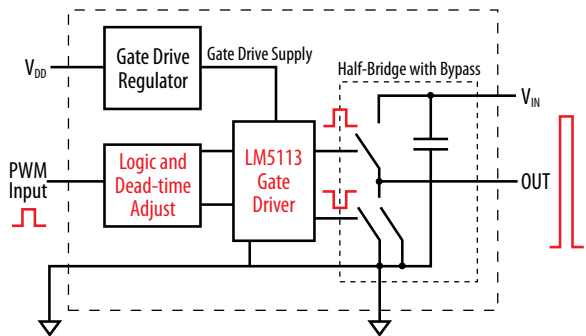 Gate Drive
Regulator
Gate Drive Supply
Half-Bridge with Bypass
VDD
VIN
PWM
Input
Logic and
Dead-time
Adjust
LM5113
Gate
Driver
OUT